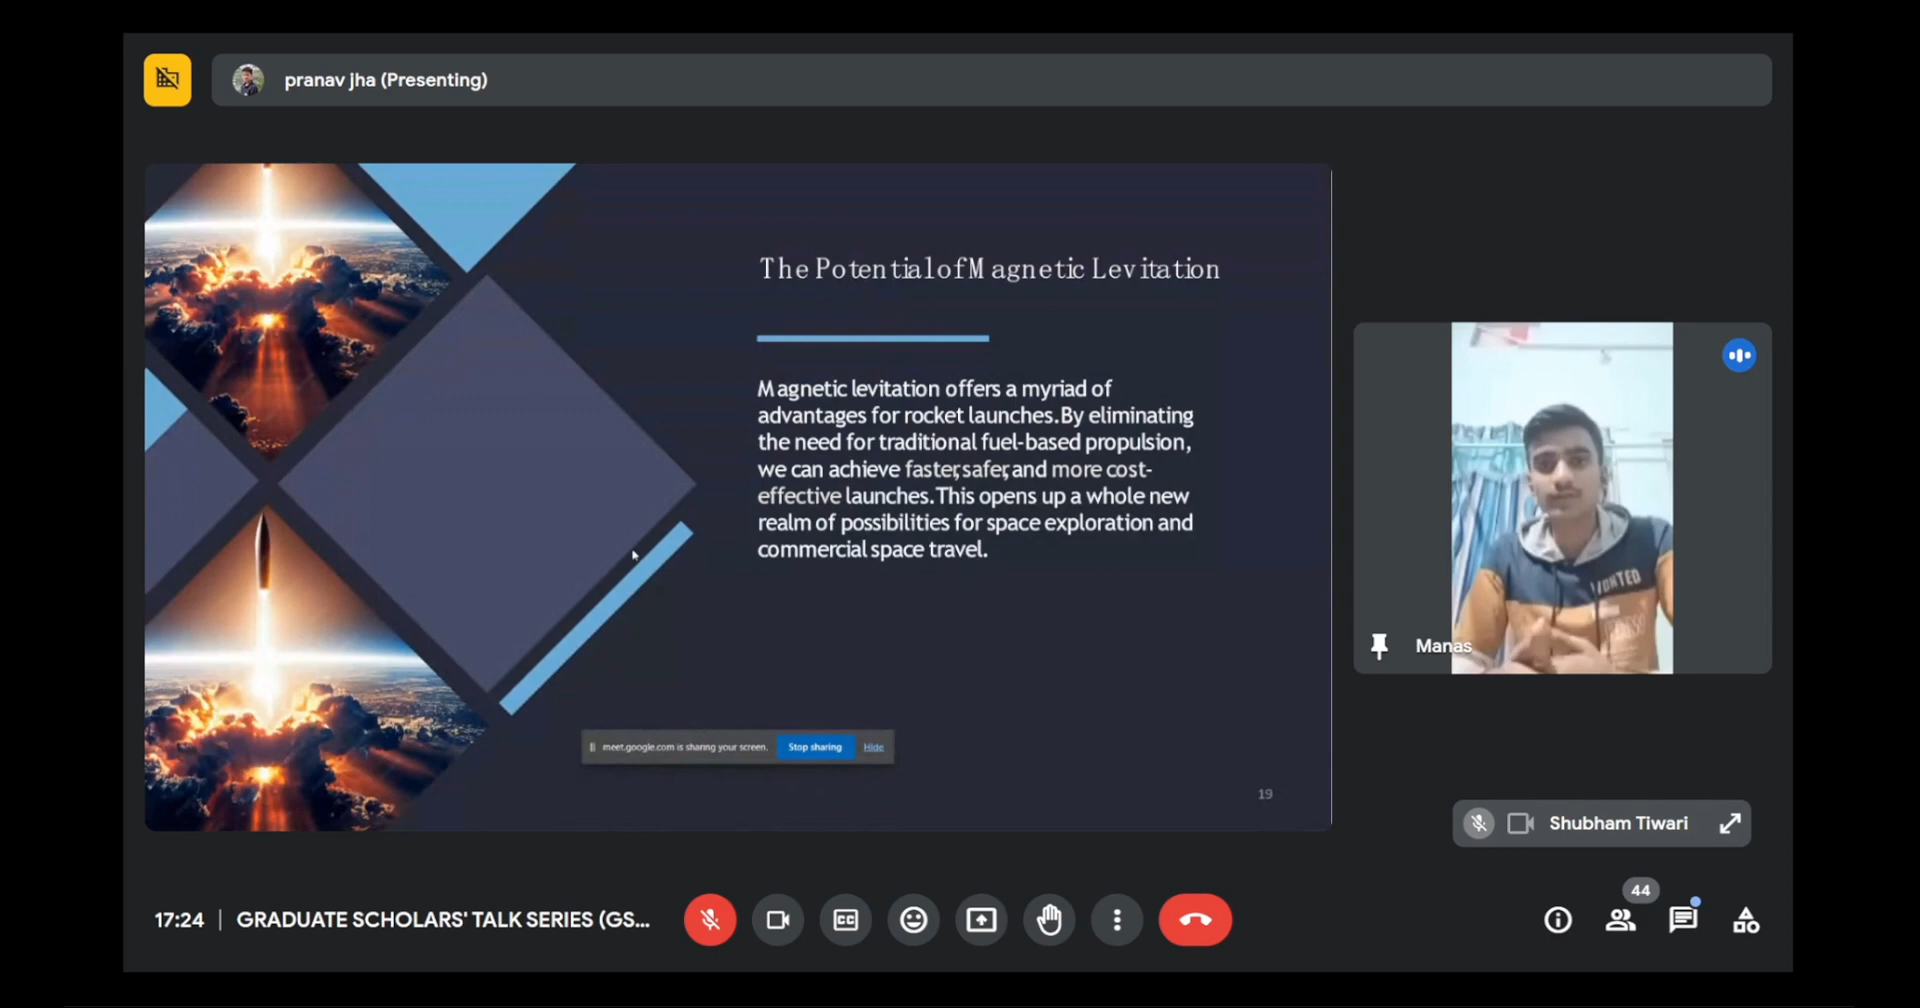 pranav jha (Presenting)
The Potential of Magnetic Levitation
Magnetic levitation offers a myriad of
advantages for rocket launches.By eliminating
the need for traditional fuel-based propulsion,
we can achieve faster,safer,and more cost-
effective launches.This opens up a whole new
realm of possibilities for space exploration and
commercial space travel.
meet.google.com is sharing your screen. Stop sharing Hide
19
Manas
Shubham Tiwari
17:24 | GRADUATE SCHOLARS' TALK SERIES (GS...
44